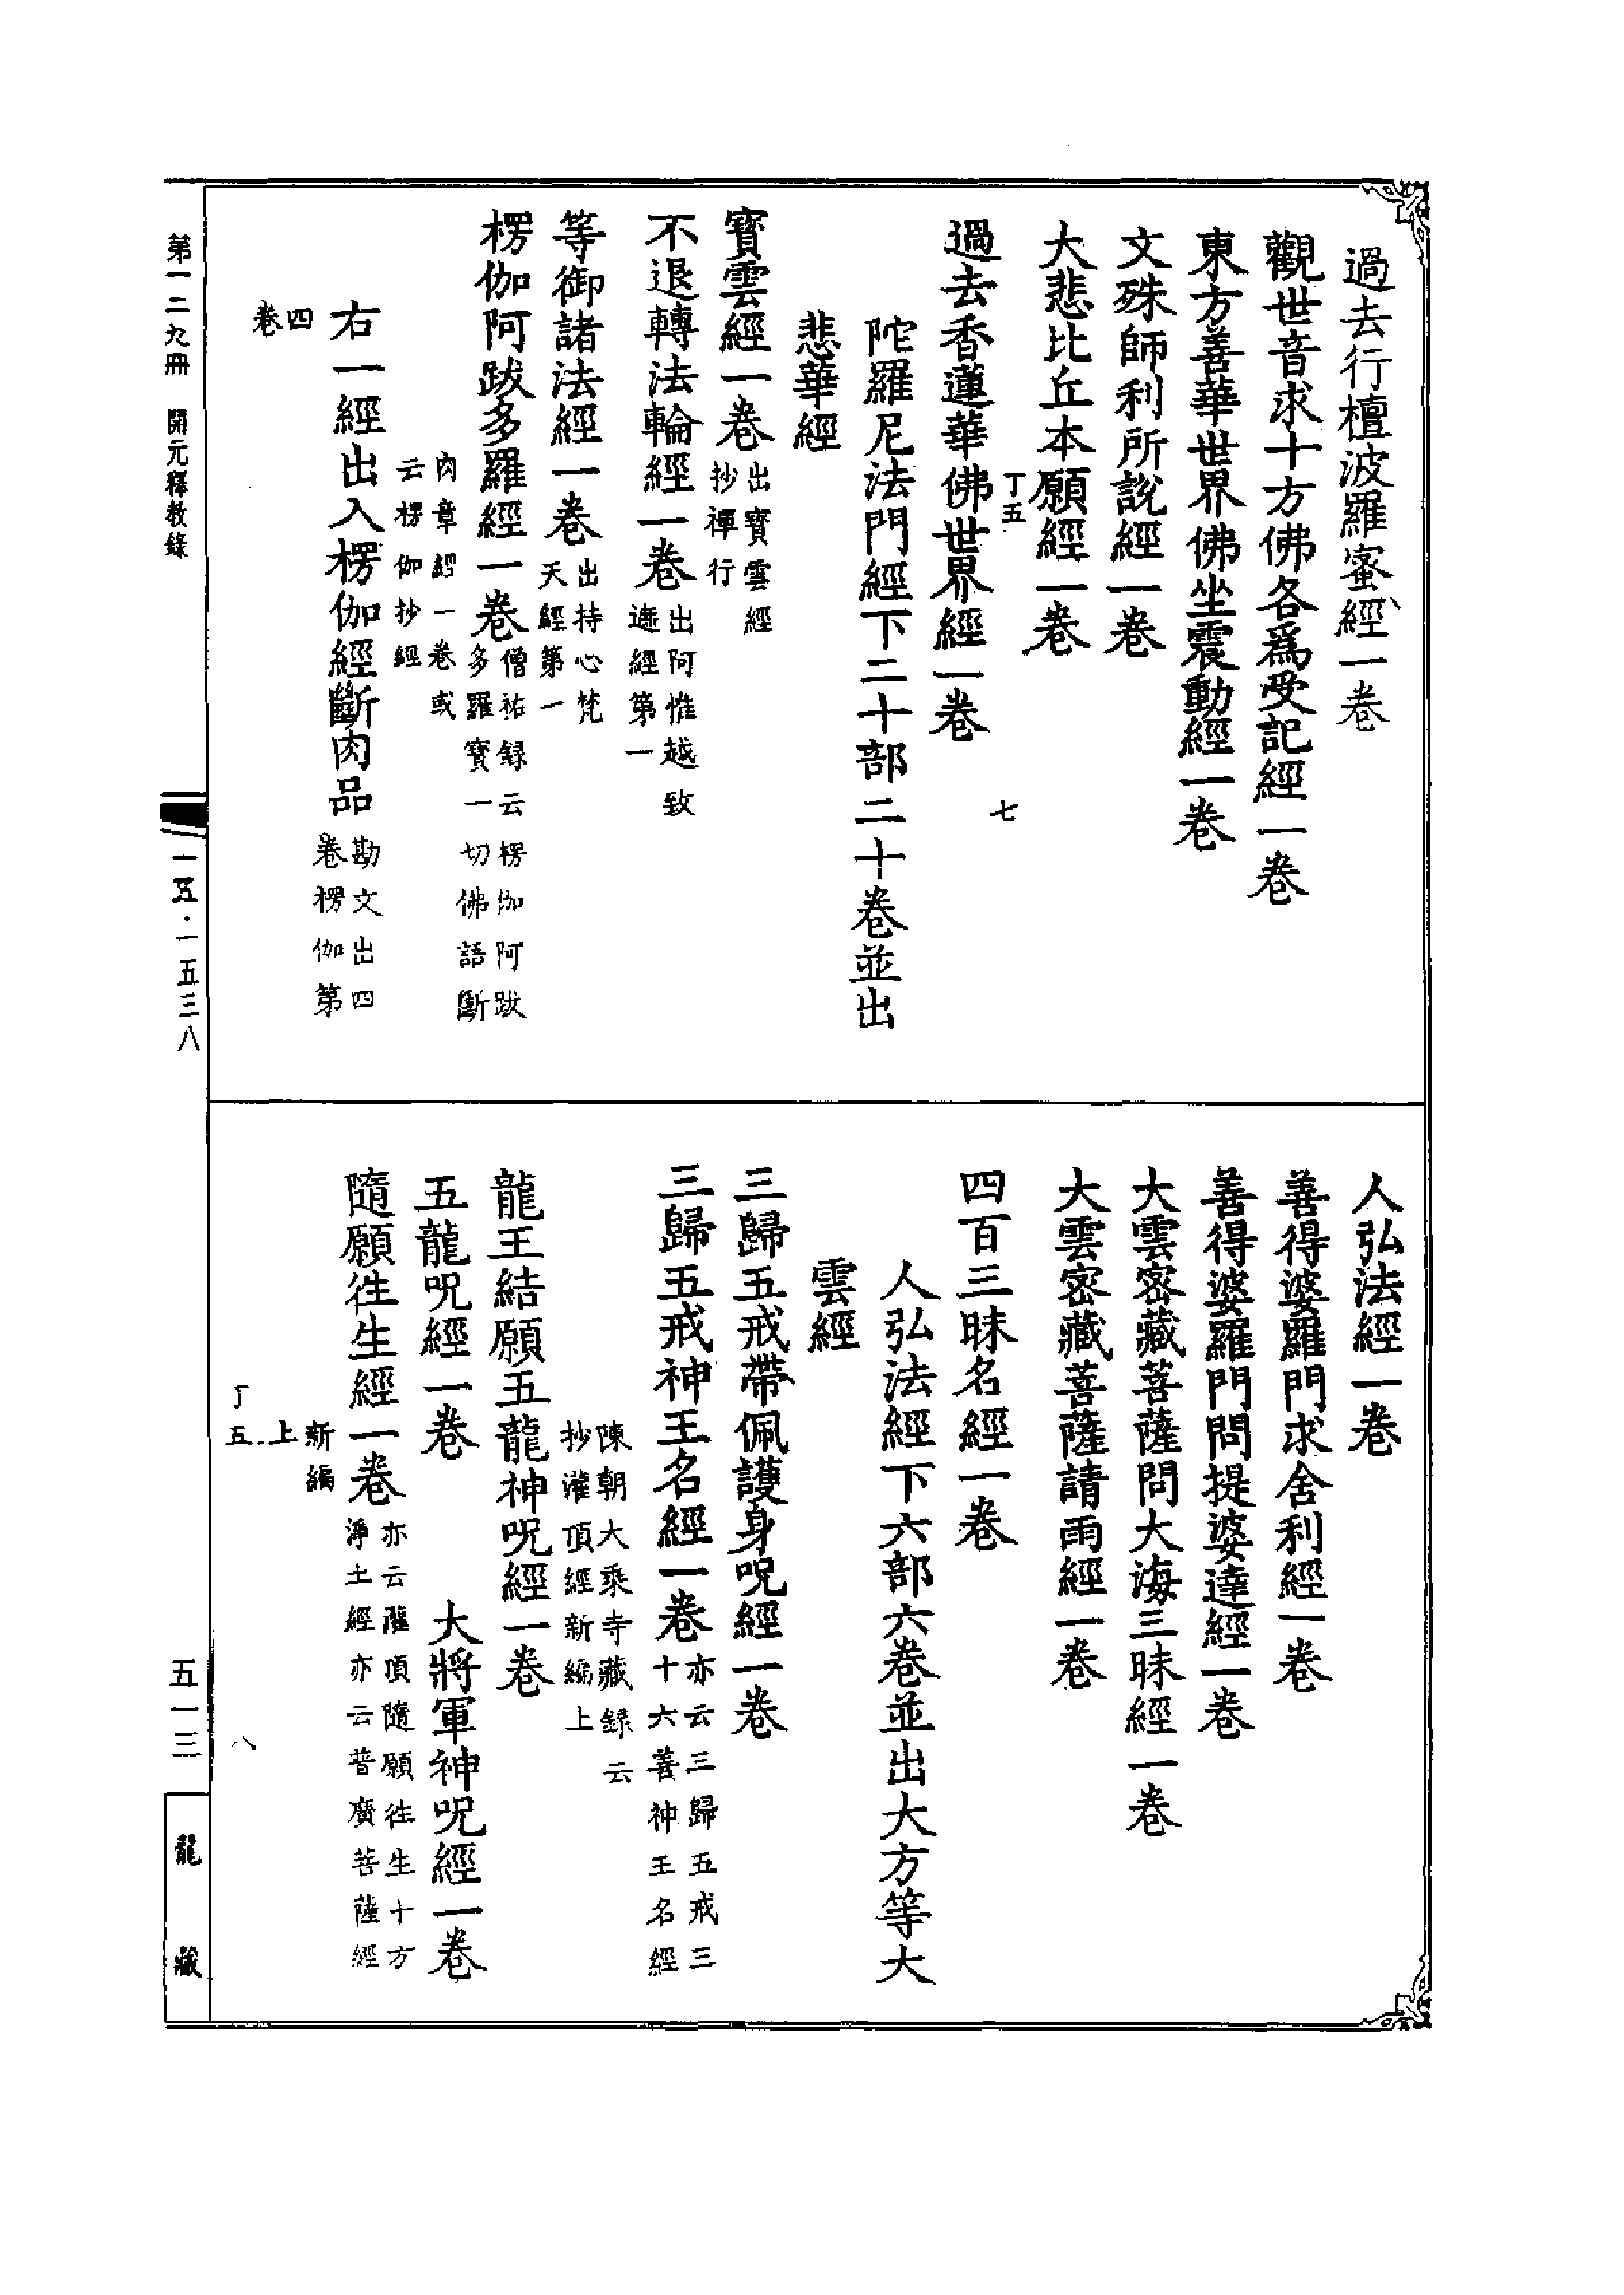 過去行檀波羅蜜經一卷
觀世音求十方佛各爲受記經一卷
東方善華世界佛坐震動經一卷
文殊師利所說經一卷
大悲比丘本願經一卷
丁五　七
過去香蓮華佛世界經一卷
陀羅尼法門經下二十部二十卷並出
悲華經
寶雲經一卷出寶雲經抄禪行
不退轉法輪經一卷出阿惟越致遮經第一
等御諸法經一卷出持心梵天經第一
楞伽阿跋多羅經一卷僧祐録云楞伽阿跋多羅寶一切佛語斷
肉章經一卷或云楞伽抄經
右一經出入楞伽經斷肉品勘文出四卷楞伽第
四卷
人弘法經一卷
善得婆羅門求舍利經一卷
善得婆羅門問提婆達經一卷
大雲密藏菩薩問大海三昧經一卷
大雲密藏菩薩請雨經一卷
四百三昧名經一卷
人弘法經下六部六卷並出大方等大
雲經
三歸五戒帶佩護身呪經一卷
三歸五戒神王名經一卷亦云三歸五戒三十六善神王名經
陳朝大乘寺藏録云抄灌頂經新編上
龍王結願五龍神呪經一卷
五龍呪經一卷　大將軍神呪經一卷
隨願往生經一卷亦云灌頂隨願往生十方淨土經亦云普廣菩薩經
新編上
丁五　八
第一二九冊　開元釋教錄
一五·一五三八
五一三
龍藏